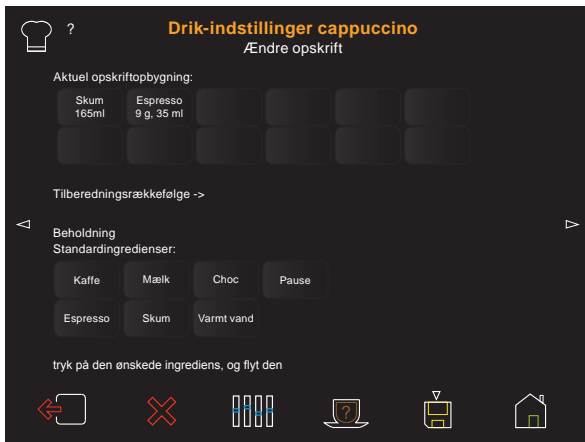 ?
Drik-indstillinger cappuccino
Ændre opskrift
Aktuel opskriftopbygning:
Skum
165ml
Espresso
9 g, 35 ml
Tilberedningsrækkefølge ->
Beholdning
Standardingredienser:
Kaffe
Mælk
Choc
Pause
Espresso
Skum
Varmt vand
tryk på den ønskede ingrediens, og flyt den
?